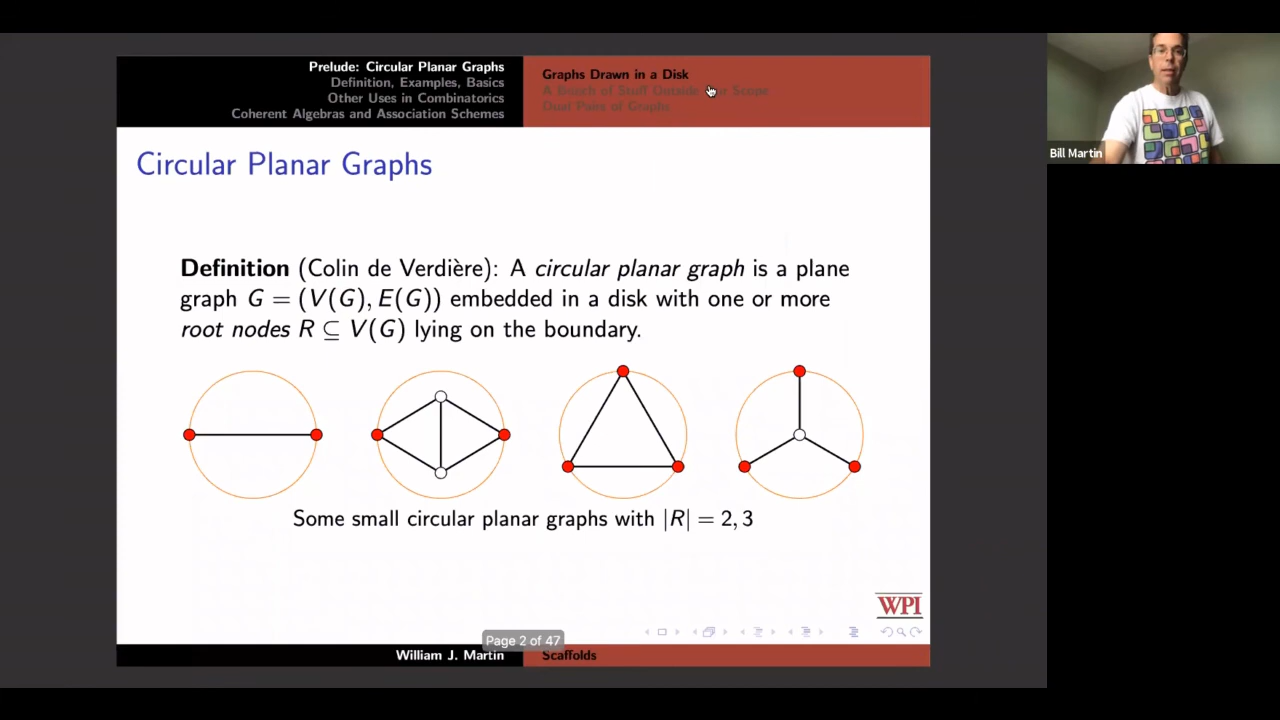 Prelude: Circular Planar Graphs
Definition, Examples, Basics
Other Uses in Combinatorics
Coherent Algebras and Association Schemes
Graphs Drawn in a Disk
A Bunch of Stuff Outside Scope
Dual Pairs of Graphs
Bill Martin
Circular Planar Graphs
Definition (Colin de Verdière): A circular planar graph is a plane
graph G = (V(G), E(G)) embedded in a disk with one or more
root nodes R ⊆ V(G) lying on the boundary.
Some small circular planar graphs with |R| = 2, 3
WPI
Page 2 of 47
William J. Martin
Scaffolds